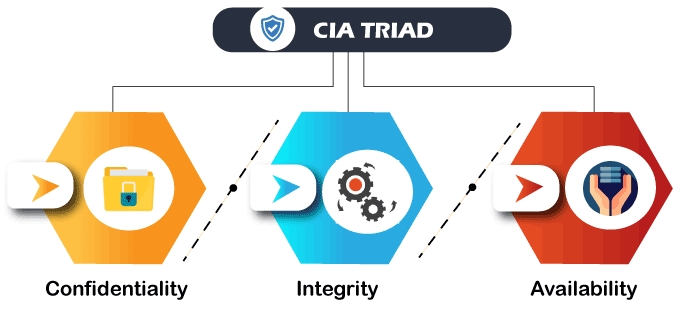 CIA TRIAD
Confidentiality
Integrity
Availability